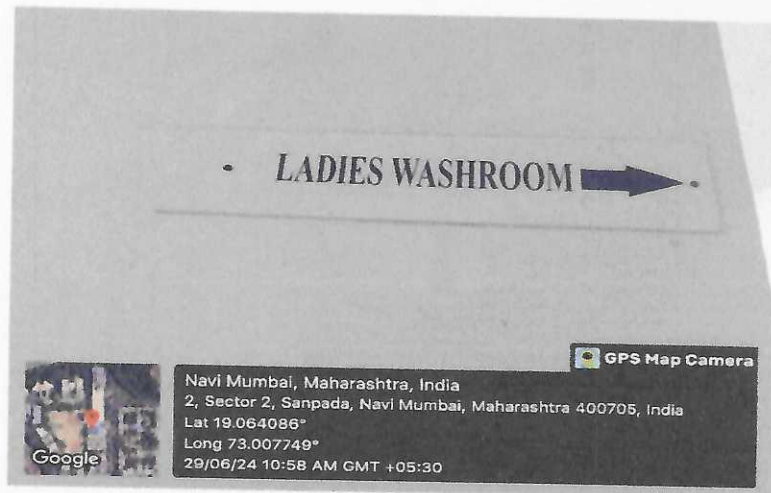 LADIES WASHROOM
GPS Map Camera
Navi Mumbai, Maharashtra, India
2, Sector 2, Sanpada, Navi Mumbai, Maharashtra 400705, India
Lat 19.064086°
Long 73.007749°
29/06/24 10:58 AM GMT +05:30
Google